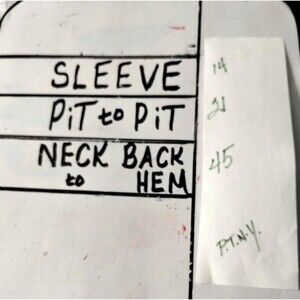 SLEEVE 14
PiT to PiT 21
NECK BACK 45
to HEM
P.T.N.Y.